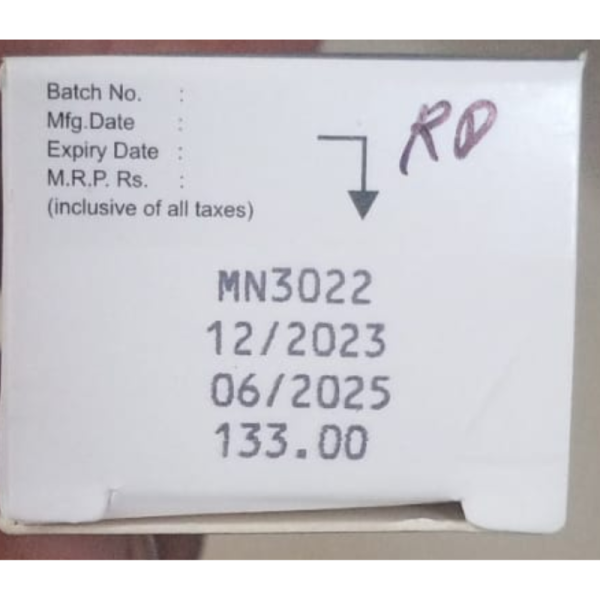 Batch No. :
Mfg.Date :
Expiry Date :
M.R.P. Rs. :
(inclusive of all taxes)
RD
MN3022
12/2023
06/2025
133.00